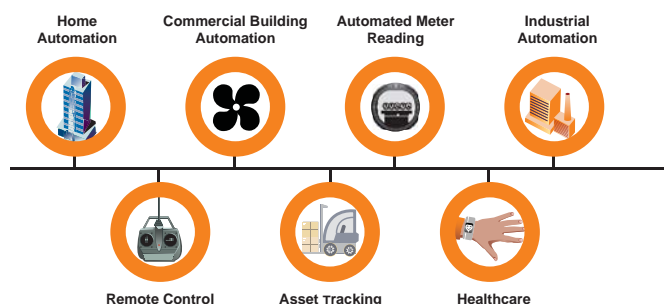 Home
Automation
Commercial Building
Automation
Automated Meter
Reading
Industrial
Automation
Remote Control
Asset Tracking
Healthcare